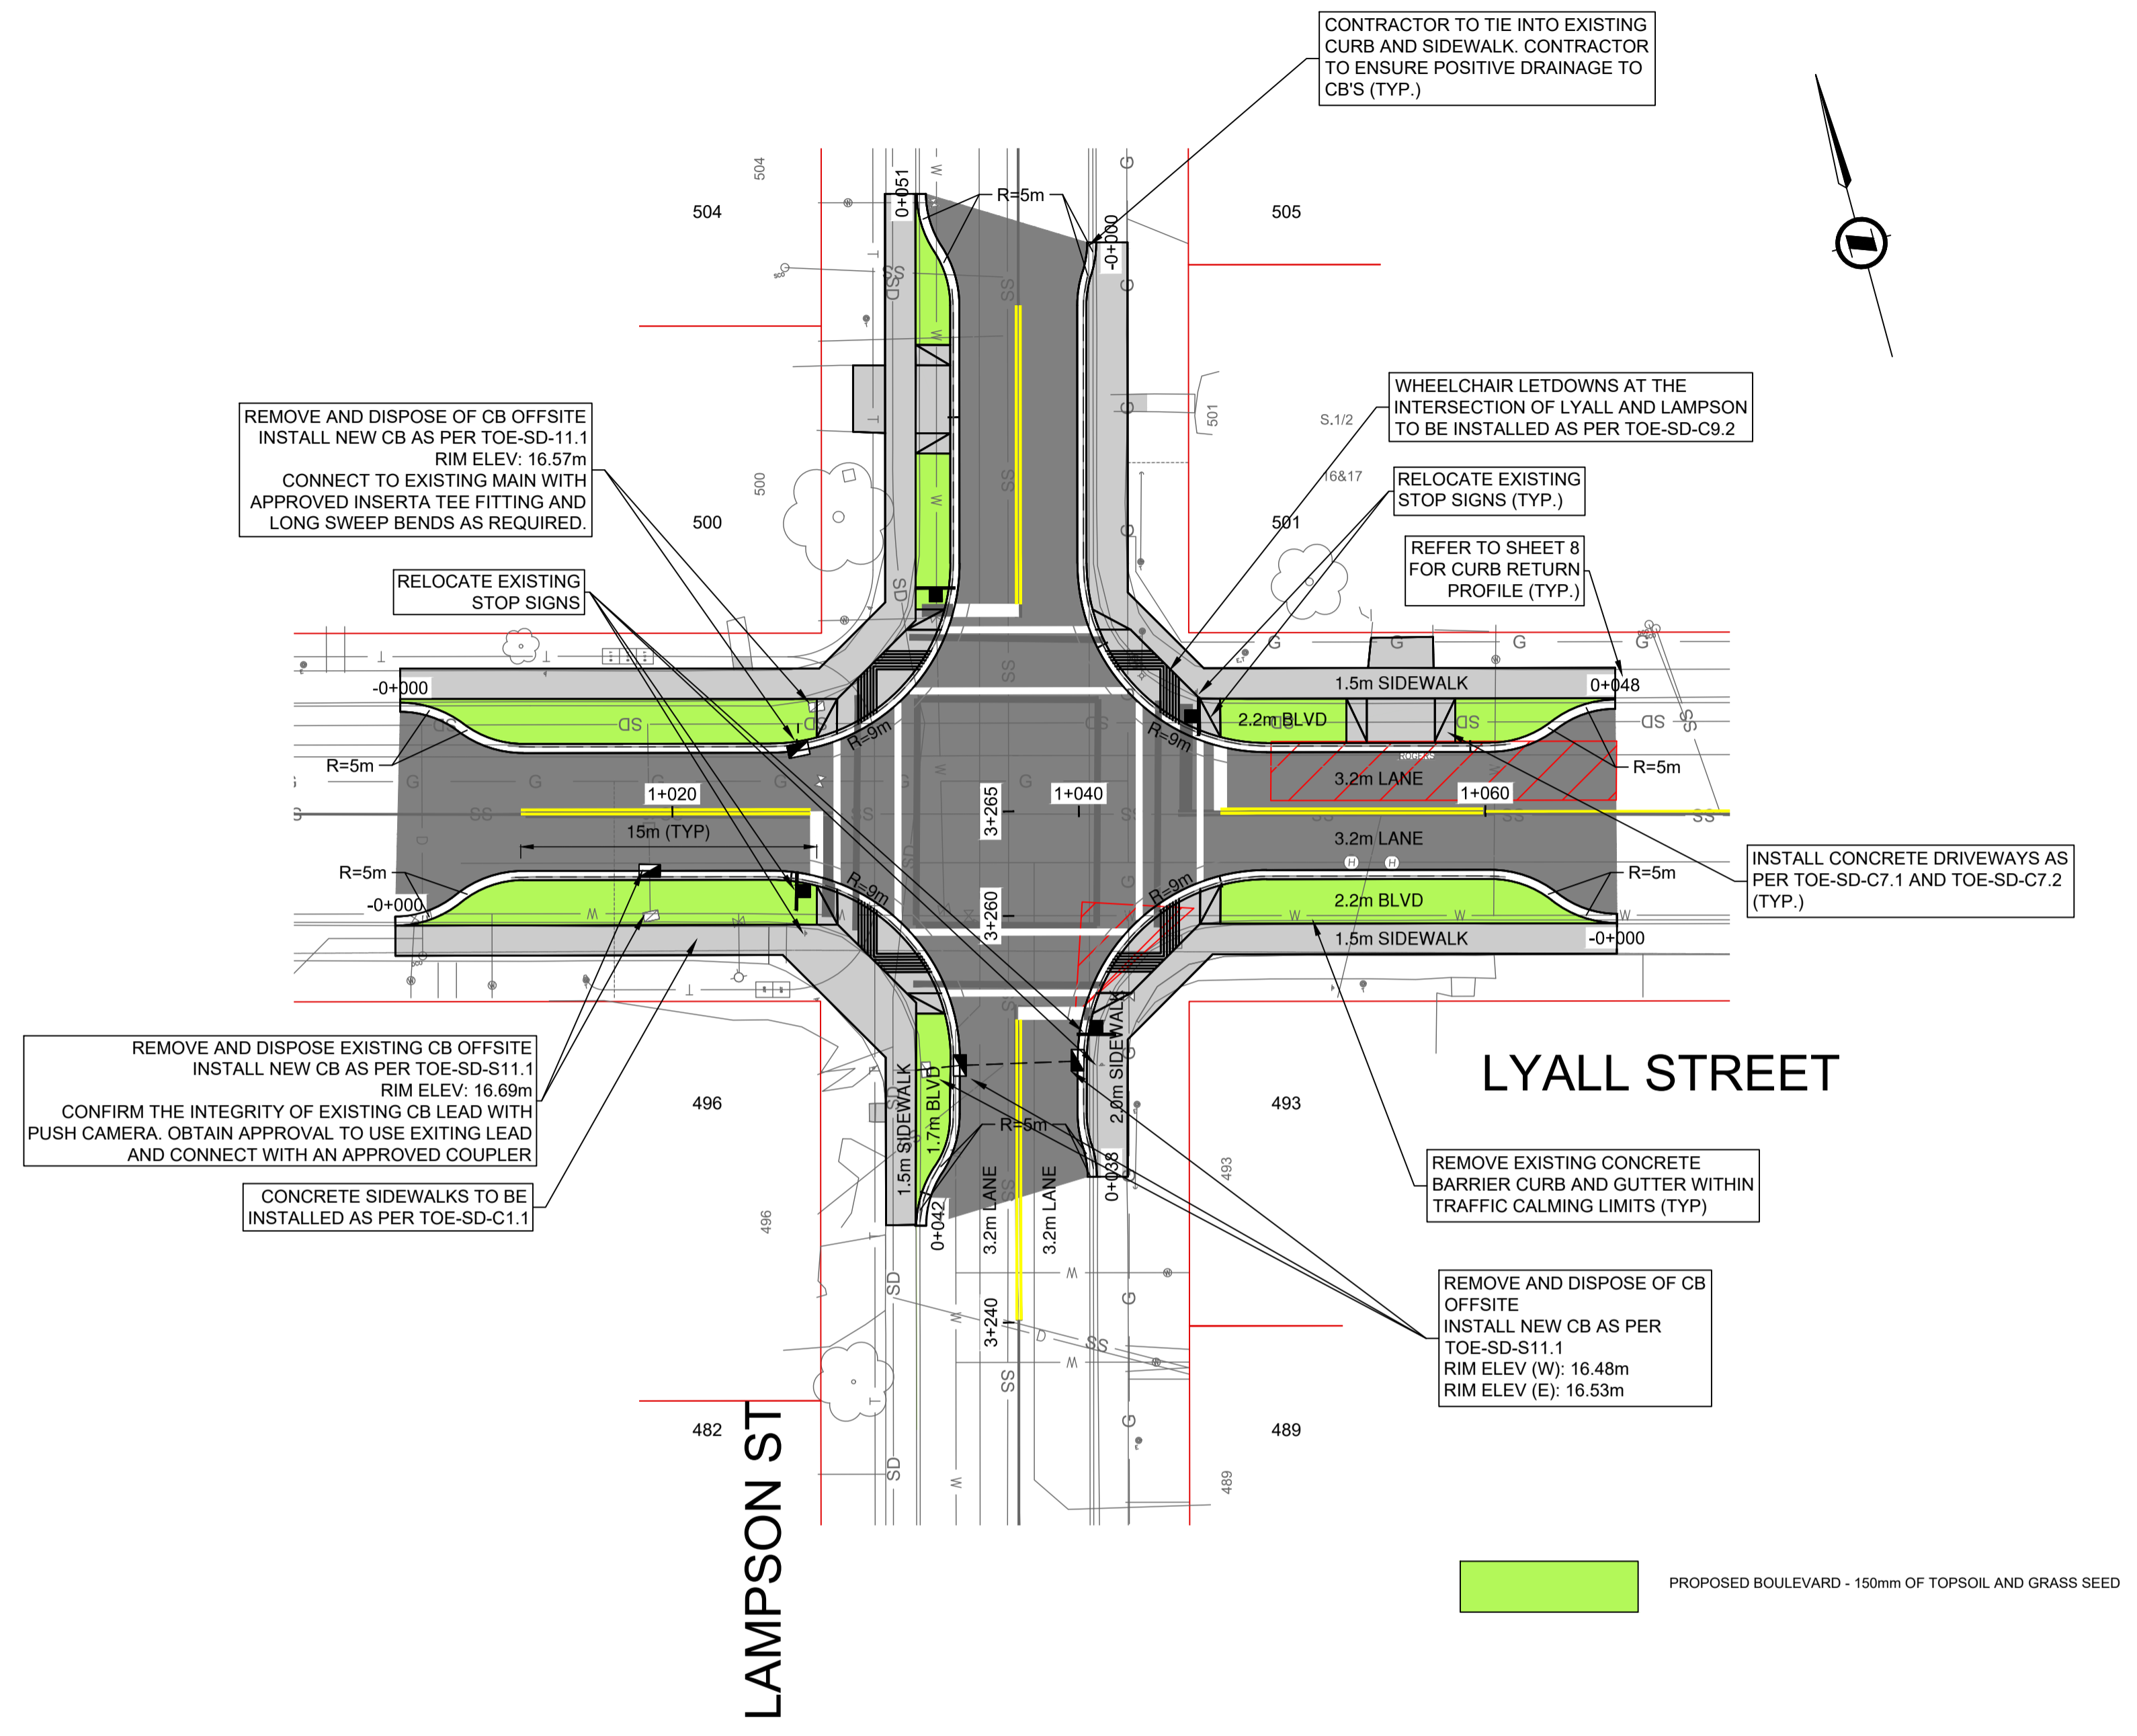 CONTRACTOR TO TIE INTO EXISTING
CURB AND SIDEWALK. CONTRACTOR
TO ENSURE POSITIVE DRAINAGE TO
CB'S (TYP.)
504
504
0+051
W
R=5m
G
-0+000
505
WHEELCHAIR LETDOWNS AT THE
INTERSECTION OF LYALL AND LAMPSON
TO BE INSTALLED AS PER TOE-SD-C9.2
REMOVE AND DISPOSE OF CB OFFSITE
INSTALL NEW CB AS PER TOE-SD-11.1
RIM ELEV: 16.57m
CONNECT TO EXISTING MAIN WITH
APPROVED INSERTA TEE FITTING AND
LONG SWEEP BENDS AS REQUIRED.
500
500
501
S.1/2
16&17
501
RELOCATE EXISTING
STOP SIGNS (TYP.)
REFER TO SHEET 8
FOR CURB RETURN
PROFILE (TYP.)
RELOCATE EXISTING
STOP SIGNS
-0+000
1.5m SIDEWALK
0+048
2.2m BLVD
R=9m
R=9m
R=5m
ROGERS
R=5m
3.2m LANE
1+020
3+265
1+040
1+060
15m (TYP)
3.2m LANE
R=5m
R=9m
R=9m
R=5m
INSTALL CONCRETE DRIVEWAYS AS
PER TOE-SD-C7.1 AND TOE-SD-C7.2
(TYP.)
-0+000
3+260
2.2m BLVD
1.5m SIDEWALK
-0+000
REMOVE AND DISPOSE EXISTING CB OFFSITE
INSTALL NEW CB AS PER TOE-SD-S11.1
RIM ELEV: 16.69m
CONFIRM THE INTEGRITY OF EXISTING CB LEAD WITH
PUSH CAMERA. OBTAIN APPROVAL TO USE EXITING LEAD
AND CONNECT WITH AN APPROVED COUPLER
CONCRETE SIDEWALKS TO BE
INSTALLED AS PER TOE-SD-C1.1
496
496
1.5m SIDEWALK
1.7m BLVD
R=5m
2.0m SIDEWALK
0+042
3.2m LANE
3.2m LANE
0+038
493
493
LYALL STREET
REMOVE EXISTING CONCRETE
BARRIER CURB AND GUTTER WITHIN
TRAFFIC CALMING LIMITS (TYP)
REMOVE AND DISPOSE OF CB
OFFSITE
INSTALL NEW CB AS PER
TOE-SD-S11.1
RIM ELEV (W): 16.48m
RIM ELEV (E): 16.53m
3+240
482
LAMPSON ST
489
489
PROPOSED BOULEVARD - 150mm OF TOPSOIL AND GRASS SEED